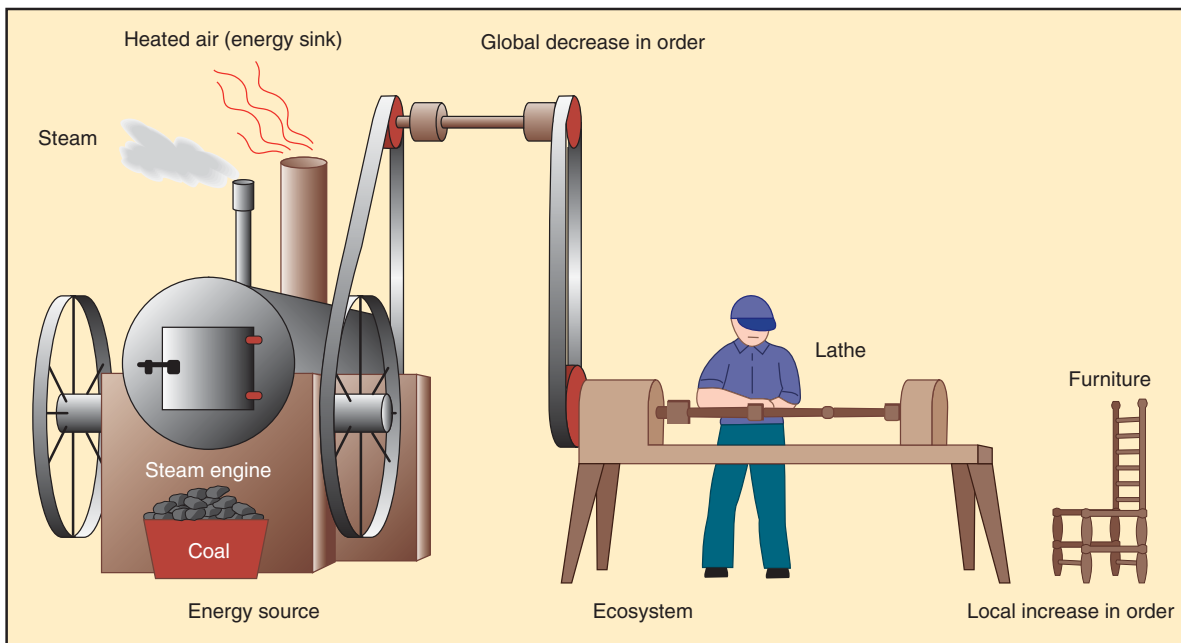 Heated air (energy sink)
Global decrease in order
Steam
Lathe
Furniture
Steam engine
Coal
Energy source
Ecosystem
Local increase in order